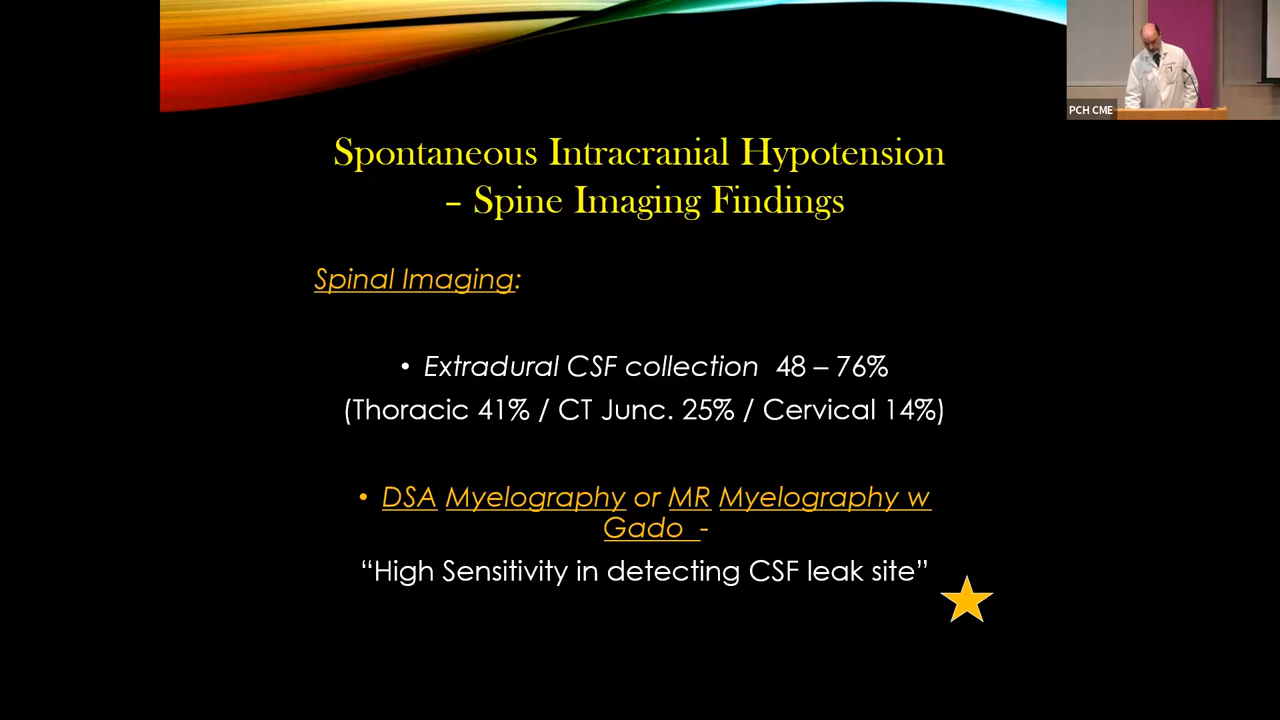 PCH CME
Spontaneous Intracranial Hypotension
– Spine Imaging Findings
Spinal Imaging:
• Extradural CSF collection 48 – 76%
(Thoracic 41% / CT Junc. 25% / Cervical 14%)
• DSA Myelography or MR Myelography w
Gado -
“High Sensitivity in detecting CSF leak site”